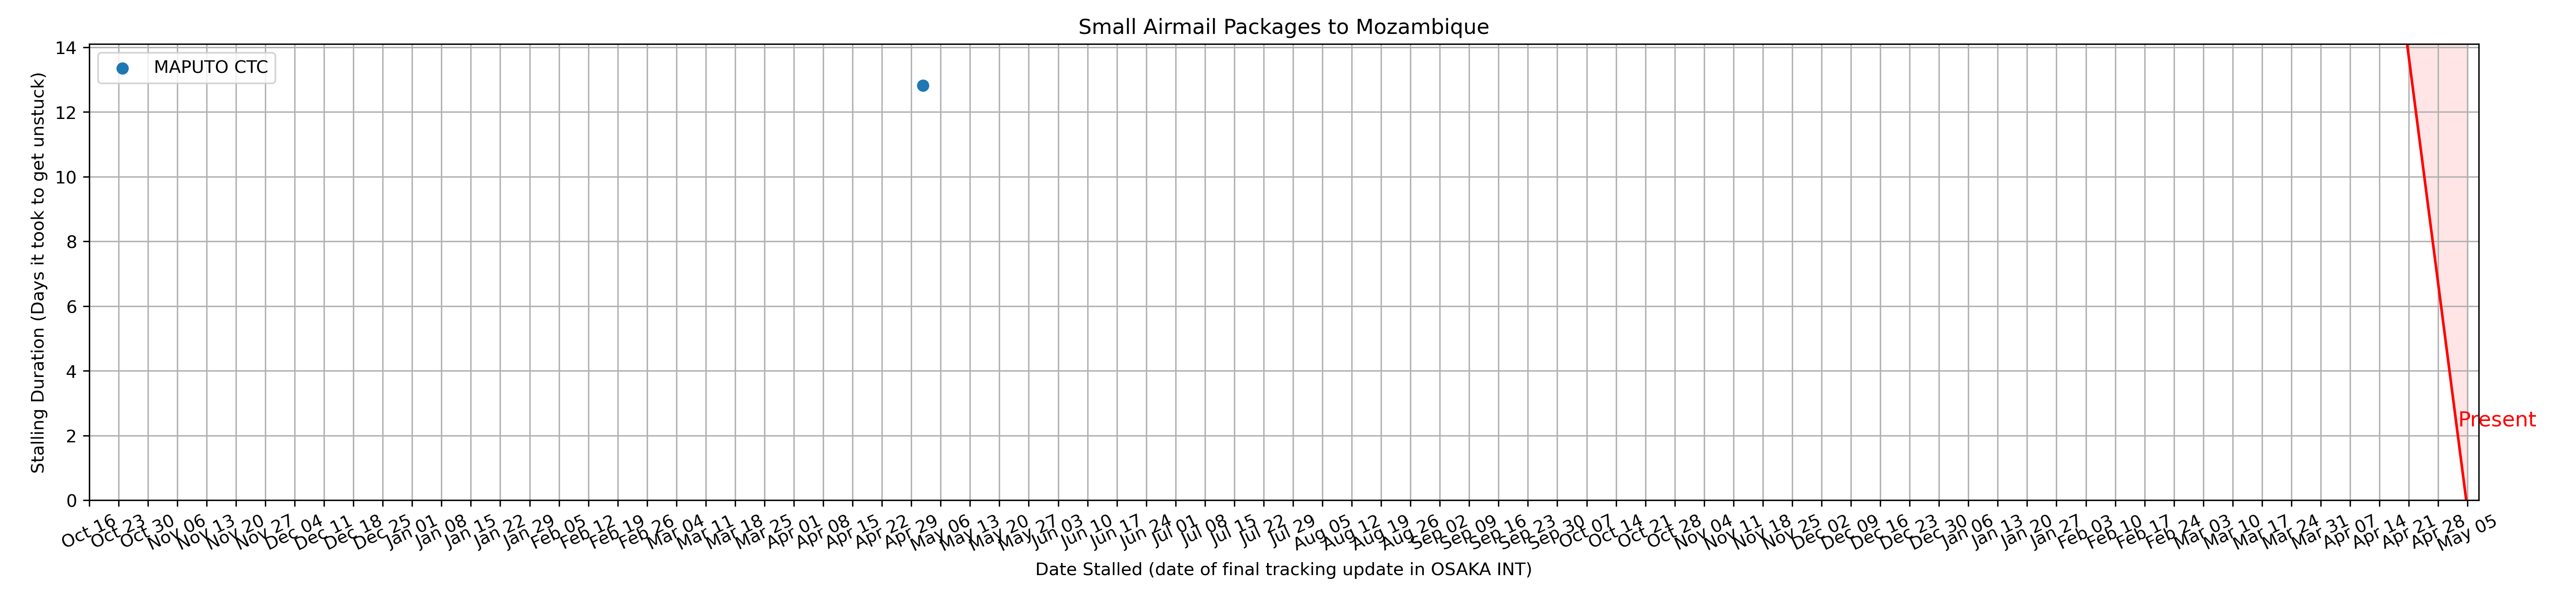 Small Airmail Packages to Mozambique
MAPUTO CTC
Stalling Duration (Days it took to get unstuck)
14
12
10
8
6
4
2
0
Present
Oct 16
Oct 23
Oct 30
Nov 06
Nov 13
Nov 20
Nov 27
Dec 04
Dec 11
Dec 18
Dec 25
Jan 01
Jan 08
Jan 15
Jan 22
Jan 29
Feb 05
Feb 12
Feb 19
Feb 26
Mar 04
Mar 11
Mar 18
Mar 25
Apr 01
Apr 08
Apr 15
Apr 22
Apr 29
May 06
May 13
May 20
May 27
Jun 03
Jun 10
Jun 17
Jun 24
Jul 01
Jul 08
Jul 15
Jul 22
Jul 29
Aug 05
Aug 12
Aug 19
Aug 26
Sep 02
Sep 09
Sep 16
Sep 23
Sep 30
Oct 07
Oct 14
Oct 21
Oct 28
Nov 04
Nov 11
Nov 18
Nov 25
Dec 02
Dec 09
Dec 16
Dec 23
Dec 30
Jan 06
Jan 13
Jan 20
Jan 27
Feb 03
Feb 10
Feb 17
Feb 24
Mar 03
Mar 10
Mar 17
Mar 24
Mar 31
Apr 07
Apr 14
Apr 21
Apr 28
May 05
Date Stalled (date of final tracking update in OSAKA INT)